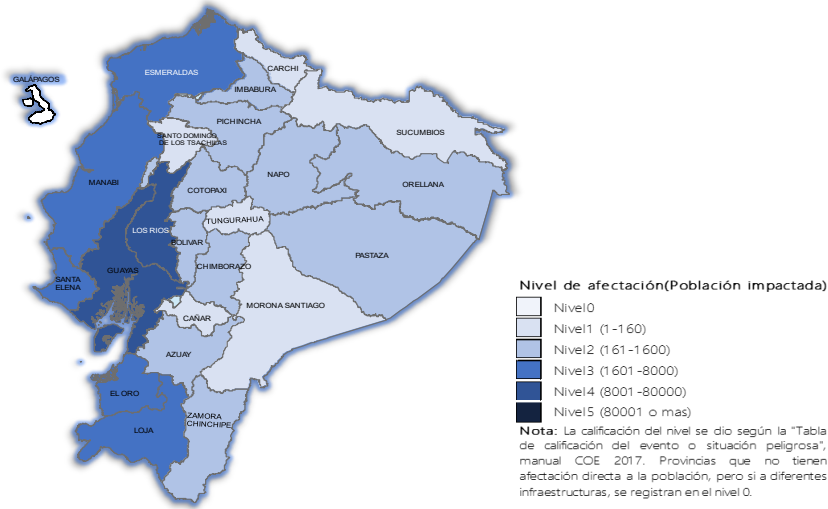 GALÁPAGOS
ESMERALDAS
CARCHI
IMBABURA
PICHINCHA
SUCUMBIOS
SANTO DOMINGO
DE LOS TSACHILAS
MANABI
COTOPAXI
NAPO
ORELLANA
TUNGURAHUA
LOS RIOS
BOLIVAR
PASTAZA
GUAYAS
CHIMBORAZO
SANTA
ELENA
MORONA SANTIAGO
CAÑAR
AZUAY
EL ORO
ZAMORA
CHINCHIPE
LOJA
Nivel de afectación(Población impactada)
Nivel0
Nivel1 (1-160)
Nivel2 (161-1600)
Nivel3 (1601-8000)
Nivel4 (8001-80000)
Nivel5 (80001 o mas)
Nota: La calificación del nivel se dio según la "Tabla
de calificación del evento o situación peligrosa",
manual COE 2017. Provincias que no tienen
afectación directa a la población, pero si a diferentes
infraestructuras, se registran en el nivel 0.